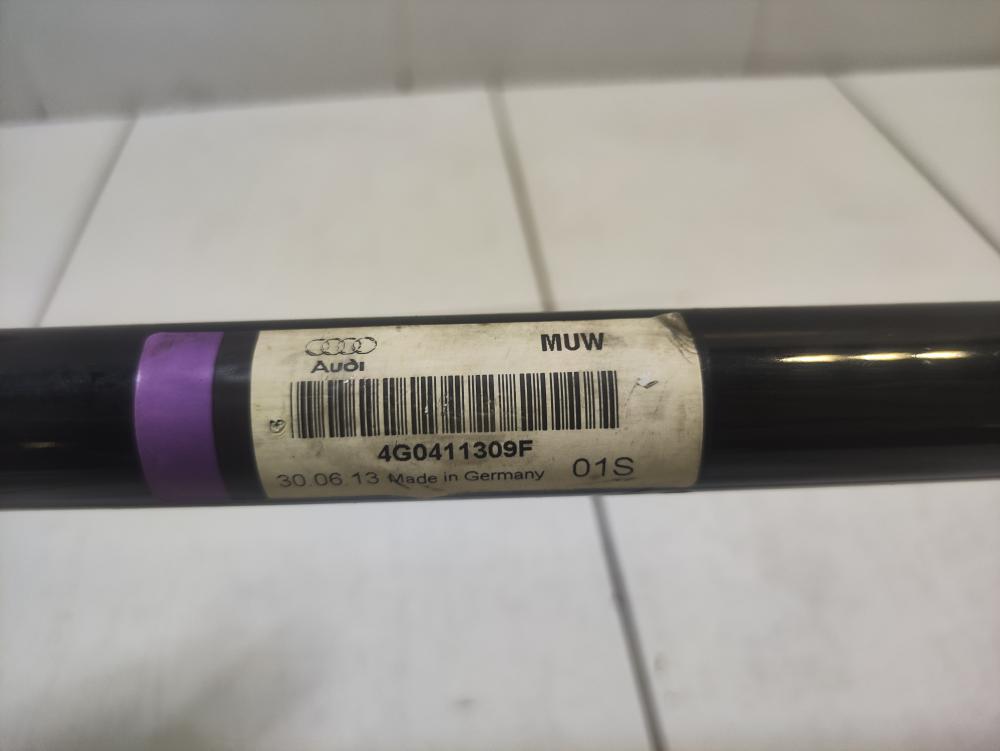 MUW
Audi
4G0411309F
30.06.13 Made in Germany 01S